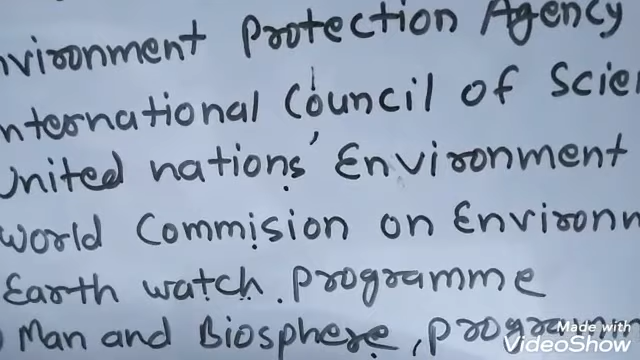 nvironment Protection Agency
nternational Council of Scie
United nations' Environment
World Commision on Environm
Earth watch programme
Man and Biosphere, programm
Made with
VideoShow